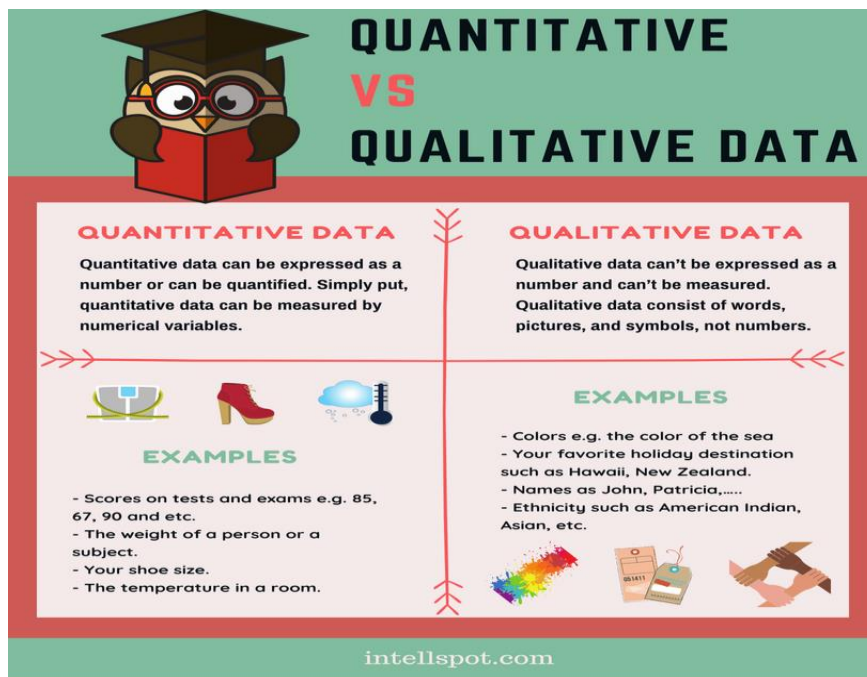 QUANTITATIVE
VS
QUALITATIVE DATA
QUANTITATIVE DATA
Quantitative data can be expressed as a
number or can be quantified. Simply put,
quantitative data can be measured by
numerical variables.
QUALITATIVE DATA
Qualitative data can’t be expressed as a
number and can’t be measured.
Qualitative data consist of words,
pictures, and symbols, not numbers.
EXAMPLES
- Scores on tests and exams e.g. 85,
67, 90 and etc.
- The weight of a person or a
subject.
- Your shoe size.
- The temperature in a room.
EXAMPLES
- Colors e.g. the color of the sea
- Your favorite holiday destination
such as Hawaii, New Zealand.
- Names as John, Patricia,.....
- Ethnicity such as American Indian,
Asian, etc.
intellspot.com